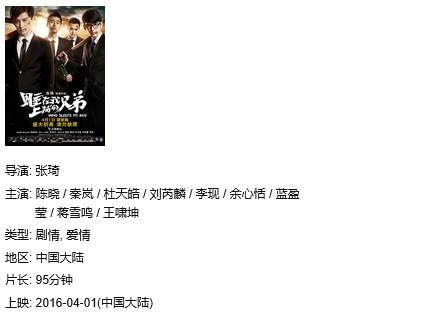 睡在我
上铺的兄弟
WHO SLEEPS MY BRO
导演: 张琦
主演: 陈晓 / 秦岚 / 杜天皓 / 刘芮麟 / 李现 / 余心恬 / 蓝盈
莹 / 蒋雪鸣 / 王啸坤
类型: 剧情, 爱情
地区: 中国大陆
片长: 95分钟
上映: 2016-04-01(中国大陆)